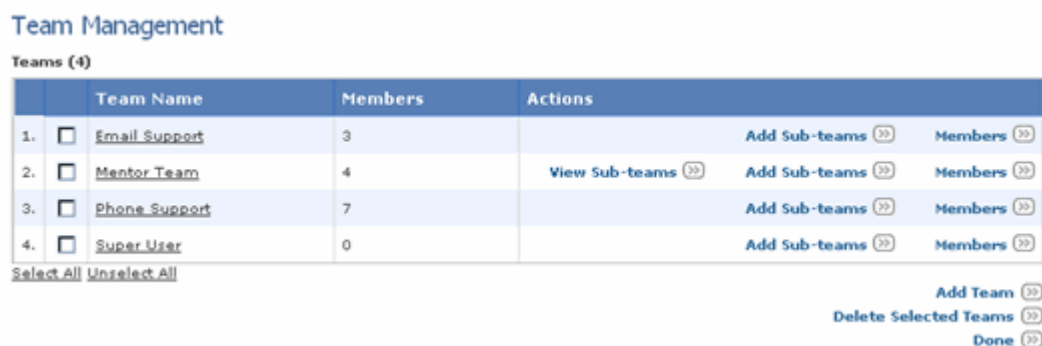 Team Management
Teams (4)
Team Name Members Actions
1. Email Support 3 Add Sub-teams Members
2. Mentor Team 4 View Sub-teams Add Sub-teams Members
3. Phone Support 7 Add Sub-teams Members
4. Super User 0 Add Sub-teams Members
Select All Unselect All
Add Team
Delete Selected Teams
Done